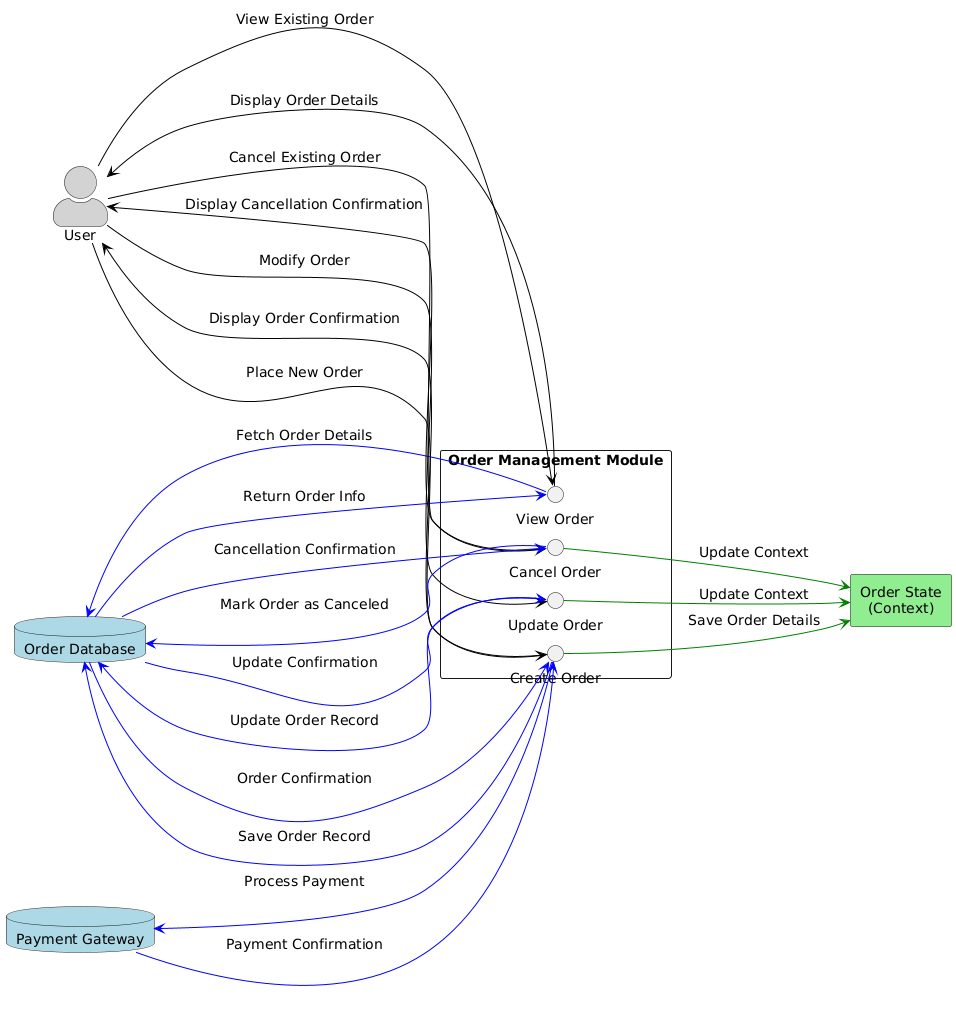 View Existing Order
Display Order Details
Cancel Existing Order
Display Cancellation Confirmation
User
Modify Order
Display Order Confirmation
Place New Order
Fetch Order Details
Order Management Module
Return Order Info
View Order
Cancellation Confirmation
Update Context
Cancel Order
Order State
(Context)
Mark Order as Canceled
Update Context
Update Order
Save Order Details
Order Database
Update Confirmation
Create Order
Update Order Record
Order Confirmation
Save Order Record
Process Payment
Payment Gateway
Payment Confirmation